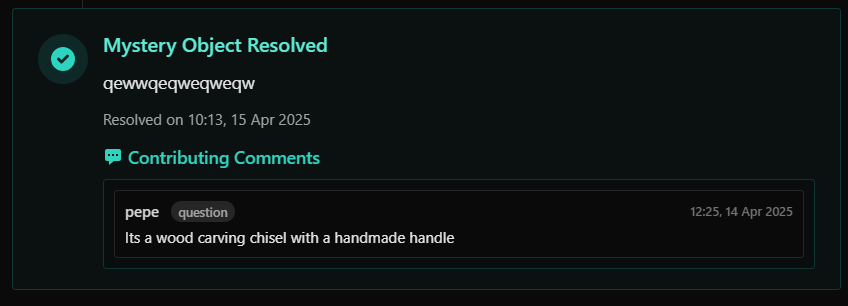 Mystery Object Resolved
qewwqeqweqweqw
Resolved on 10:13, 15 Apr 2025
Contributing Comments
pepe question 12:25, 14 Apr 2025
Its a wood carving chisel with a handmade handle